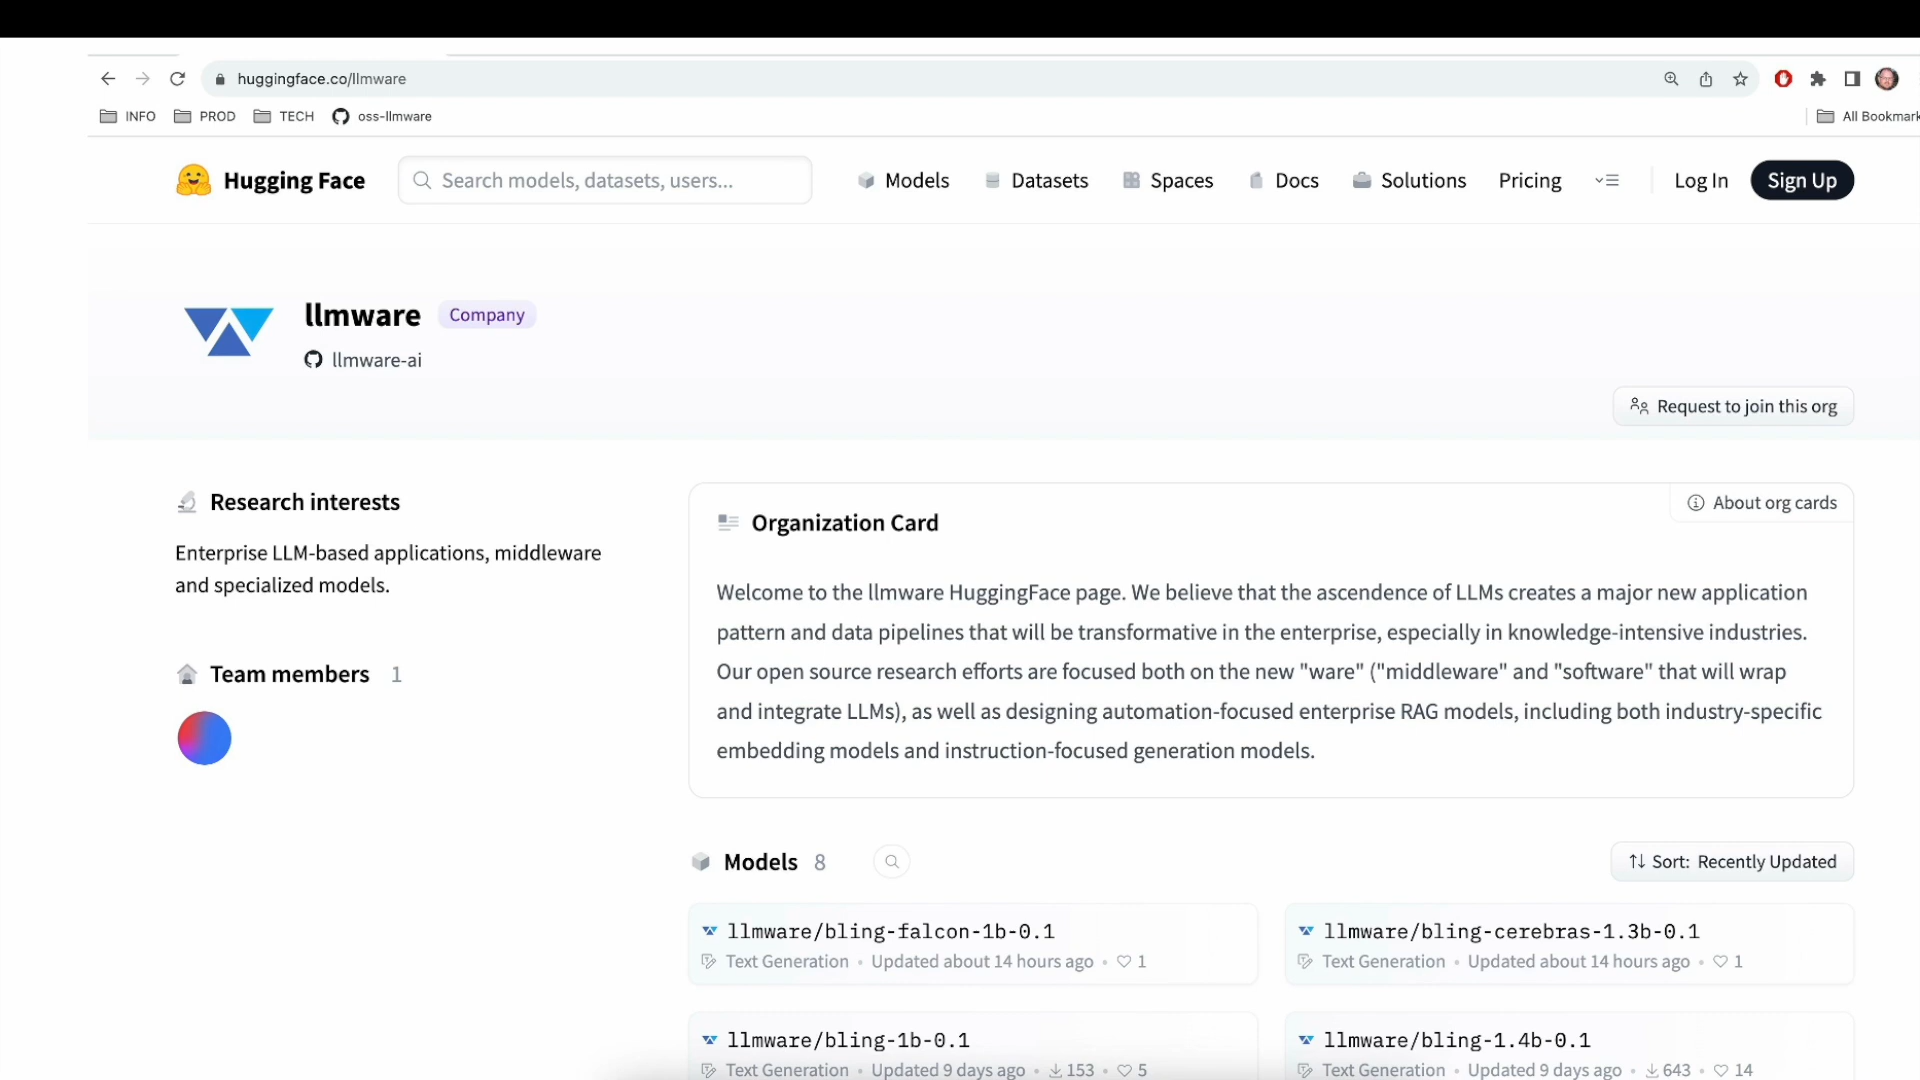 huggingface.co/llmware
INFO PROD TECH oss-llmware All Bookmark
Hugging Face Search models, datasets, users... Models Datasets Spaces Docs Solutions Pricing Log In Sign Up
llmware Company
llmware-ai
Request to join this org
Research interests
Enterprise LLM-based applications, middleware
and specialized models.
Team members 1
About org cards
Organization Card
Welcome to the llmware HuggingFace page. We believe that the ascendence of LLMs creates a major new application
pattern and data pipelines that will be transformative in the enterprise, especially in knowledge-intensive industries.
Our open source research efforts are focused both on the new "ware" ("middleware" and "software" that will wrap
and integrate LLMs), as well as designing automation-focused enterprise RAG models, including both industry-specific
embedding models and instruction-focused generation models.
Models 8 Sort: Recently Updated
llmware/bling-falcon-1b-0.1
Text Generation • Updated about 14 hours ago • 1
llmware/bling-cerebras-1.3b-0.1
Text Generation • Updated about 14 hours ago • 1
llmware/bling-1b-0.1
Text Generation • Updated 9 days ago • 153 • 5
llmware/bling-1.4b-0.1
Text Generation • Updated 9 days ago • 643 • 14